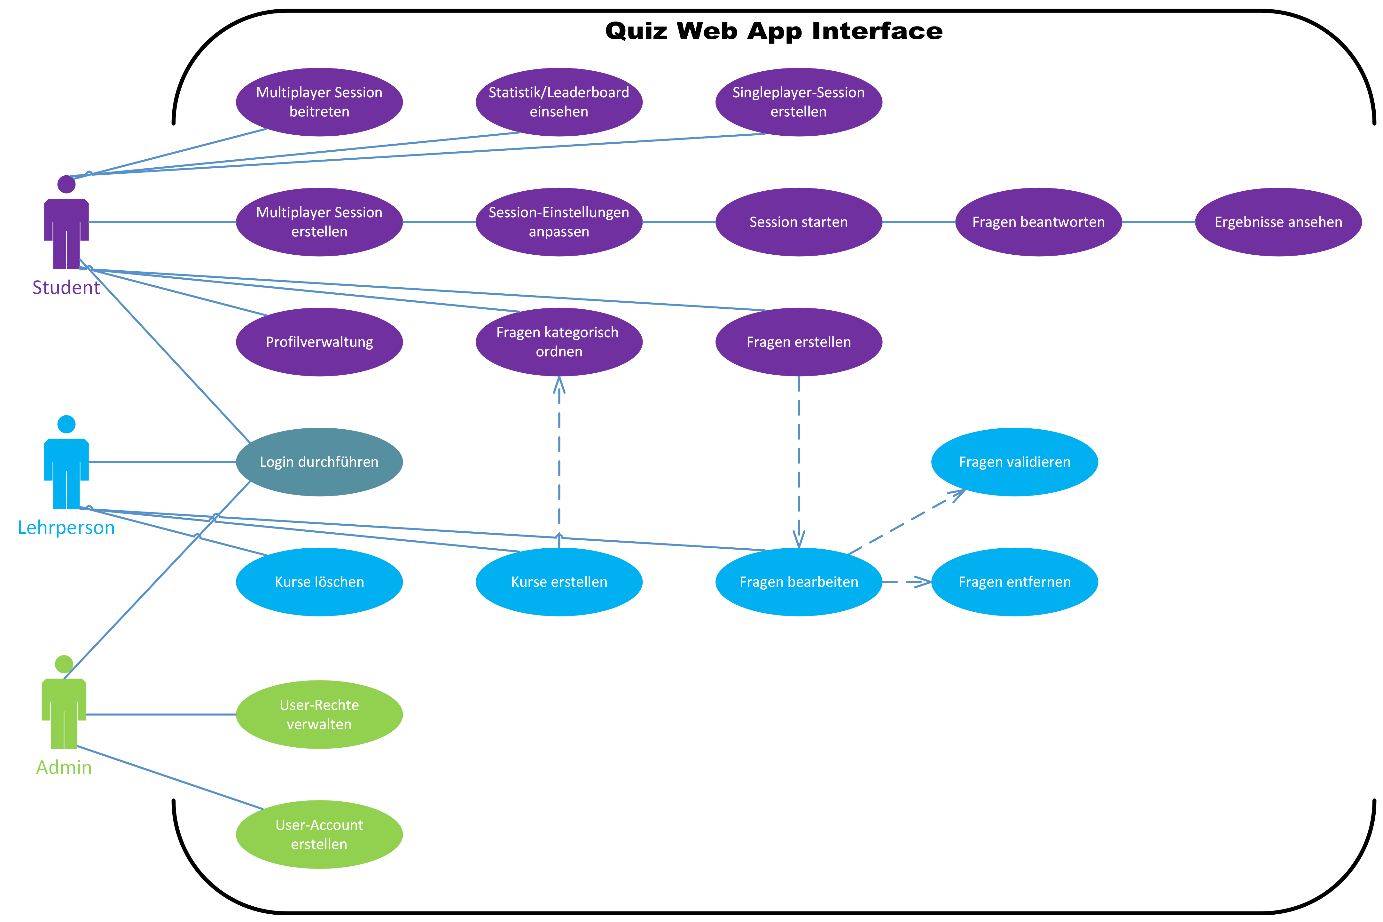 Quiz Web App Interface
Multiplayer Session
beitreten
Statistik/Leaderboard
einsehen
Singleplayer-Session
erstellen
Student
Multiplayer Session
erstellen
Session-Einstellungen
anpassen
Session starten
Fragen beantworten
Ergebnisse ansehen
Profilverwaltung
Fragen kategorisch
ordnen
Fragen erstellen
Lehrperson
Login durchführen
Fragen validieren
Kurse löschen
Kurse erstellen
Fragen bearbeiten
Fragen entfernen
Admin
User-Rechte
verwalten
User-Account
erstellen